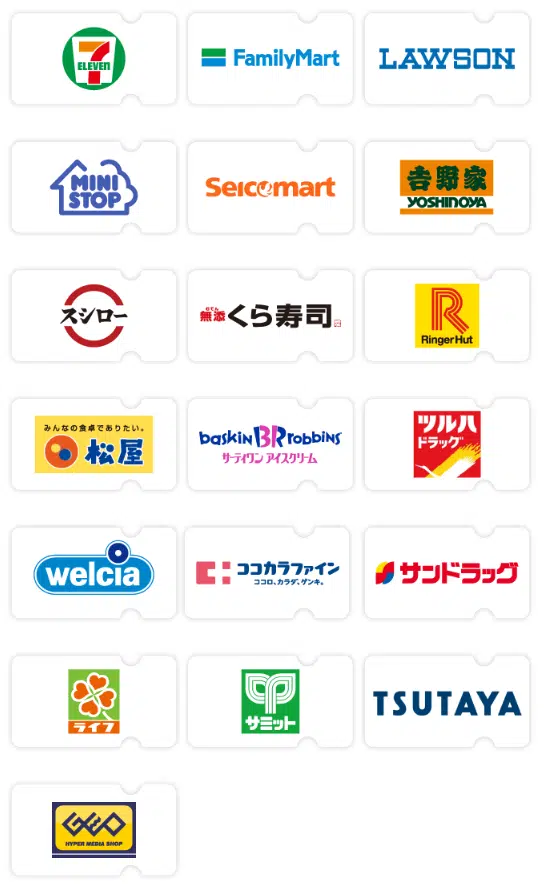 7
ELEVEN
FamilyMart
LAWSON
MINI
STOP
Seicomart
吉野家
YOSHINOYA
スシロー
むてん
無添くら寿司
RingerHut
みんなの食卓でありたい。
松屋
baskin BR robbins
サーティワン アイスクリーム
ツルハ
ドラッグ
welcia
ココカラファイン
ココロ、カラダ、ゲンキ。
サンドラッグ
ライフ
サミット
TSUTAYA
GEO
HYPER MEDIA SHOP